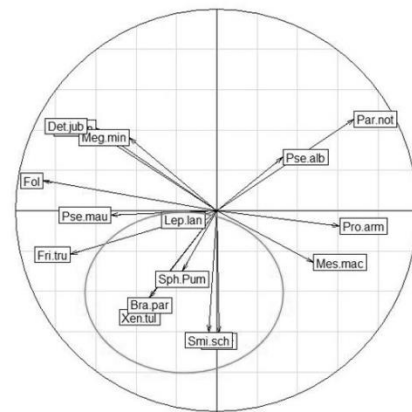 Par.not
Det.jub
Meg.min
Pse.alb
Fol
Pse.mau
Lep.lan
Pro.arm
Fri.tru
Mes.mac
Sph.Pum
Bra.par
Xen.tul
Smi.sch